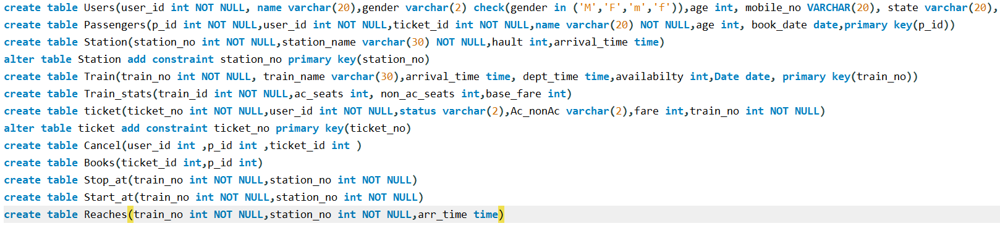 create table Users(user_id int NOT NULL, name varchar(20),gender varchar(2) check(gender in ('M','F','m','f')),age int, mobile_no VARCHAR(20), state varchar(20),
create table Passengers(p_id int NOT NULL,user_id int NOT NULL,ticket_id int NOT NULL,name varchar(20) NOT NULL,age int, book_date date,primary key(p_id))
create table Station(station_no int NOT NULL,station_name varchar(30) NOT NULL,hault int,arrival_time time)
alter table Station add constraint station_no primary key(station_no)
create table Train(train_no int NOT NULL, train_name varchar(30),arrival_time time, dept_time time,availabilty int,Date date, primary key(train_no))
create table Train_stats(train_id int NOT NULL,ac_seats int, non_ac_seats int,base_fare int)
create table ticket(ticket_no int NOT NULL,user_id int NOT NULL,status varchar(2),Ac_nonAc varchar(2),fare int,train_no int NOT NULL)
alter table ticket add constraint ticket_no primary key(ticket_no)
create table Cancel(user_id int ,p_id int ,ticket_id int )
create table Books(ticket_id int,p_id int)
create table Stop_at(train_no int NOT NULL,station_no int NOT NULL)
create table Start_at(train_no int NOT NULL,station_no int NOT NULL)
create table Reaches(train_no int NOT NULL,station_no int NOT NULL,arr_time time)